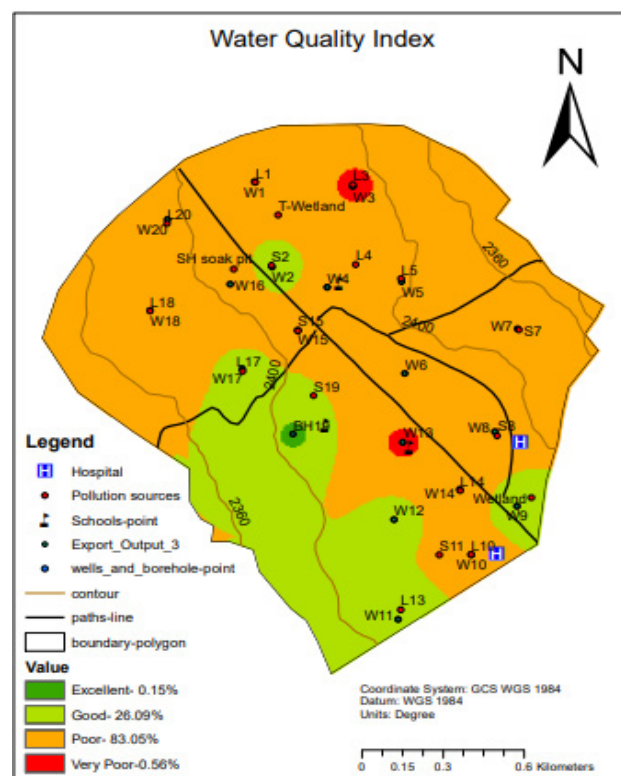 Water Quality Index
N
L1
W1
L3
W3
T-Wetland
L20
W20
2360
SH soak pit
S2
W2
L4
W4
L5
W5
W16
L18
W18
S15
W15
2400
W7
S7
L17
W17
2400
W6
S19
BH19
W13
W8
S8
H
L14
W14
Wetland
W9
2360
W12
S11
L10
W10
H
L13
W11
Legend
H Hospital
Pollution sources
Schools-point
Export_Output_3
wells_and_borehole-point
contour
paths-line
boundary-polygon
Value
Excellent- 0.15%
Good- 26.09%
Poor- 83.05%
Very Poor-0.56%
Coordinate System: GCS WGS 1984
Datum: WGS 1984
Units: Degree
0 0.15 0.3 0.6 Kilometers